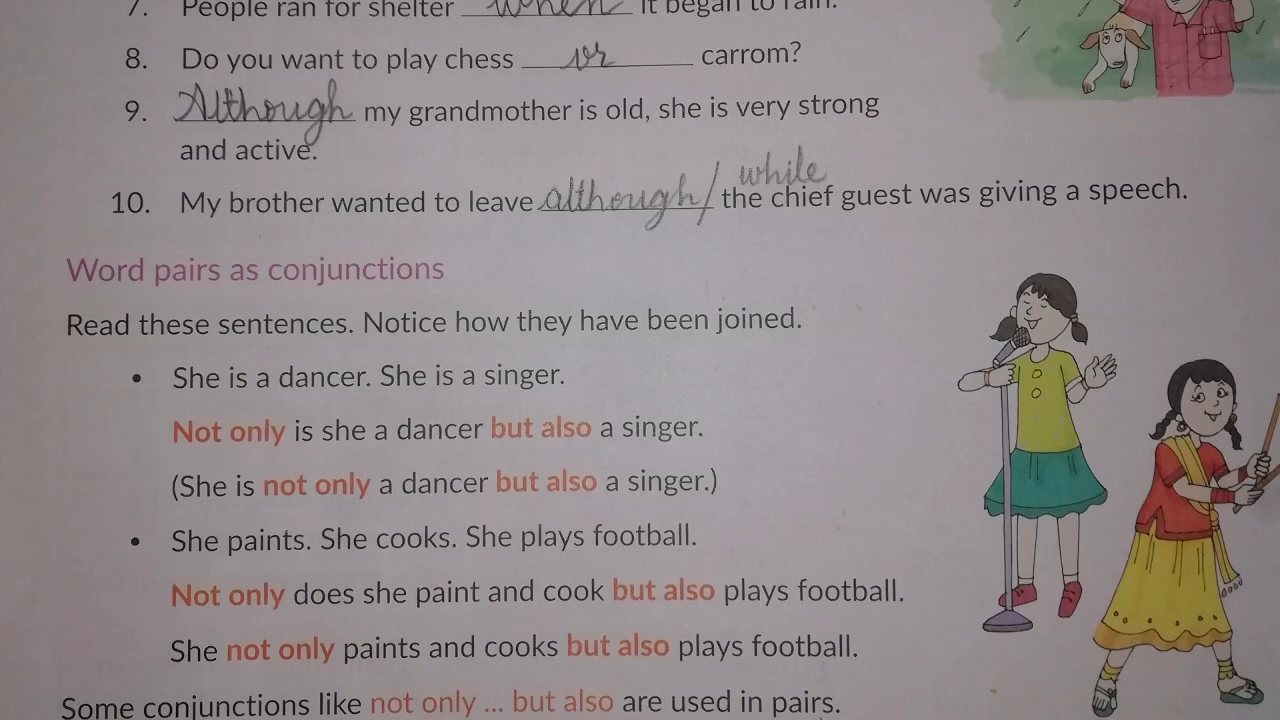 7. People ran for shelter when it began to rain.
8. Do you want to play chess or carrom?
9. Although my grandmother is old, she is very strong
and active.
10. My brother wanted to leave although/ while the chief guest was giving a speech.
Word pairs as conjunctions
Read these sentences. Notice how they have been joined.
• She is a dancer. She is a singer.
Not only is she a dancer but also a singer.
(She is not only a dancer but also a singer.)
• She paints. She cooks. She plays football.
Not only does she paint and cook but also plays football.
She not only paints and cooks but also plays football.
Some conjunctions like not only ... but also are used in pairs.